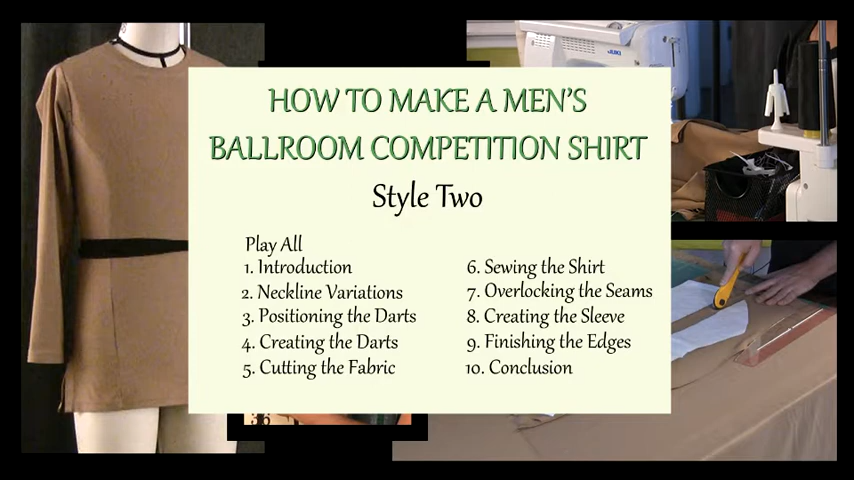 HOW TO MAKE A MEN'S
BALLROOM COMPETITION SHIRT
Style Two
Play All
1. Introduction
2. Neckline Variations
3. Positioning the Darts
4. Creating the Darts
5. Cutting the Fabric
6. Sewing the Shirt
7. Overlocking the Seams
8. Creating the Sleeve
9. Finishing the Edges
10. Conclusion
JUKI